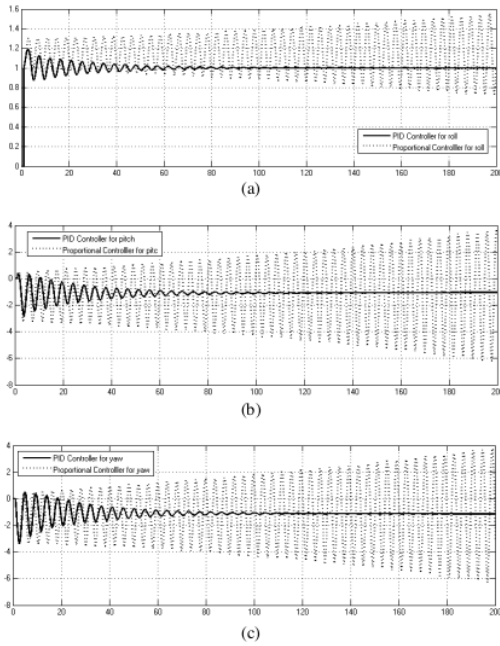 1.6
1.4
1.2
1
0.8
0.6
0.4
0.2
0
0 20 40 60 80 100 120 140 160 180 200
PID Controller for roll
Proportional Controlller for roll
(a)
4
2
0
-2
-4
-6
-8
0 20 40 60 80 100 120 140 160 180 200
PID Controller for pitch
Proportional Controlller for pitc
(b)
4
2
0
-2
-4
-6
-8
0 20 40 60 80 100 120 140 160 180 200
PID Controller for yaw
Proportional Controller for yaw
(c)